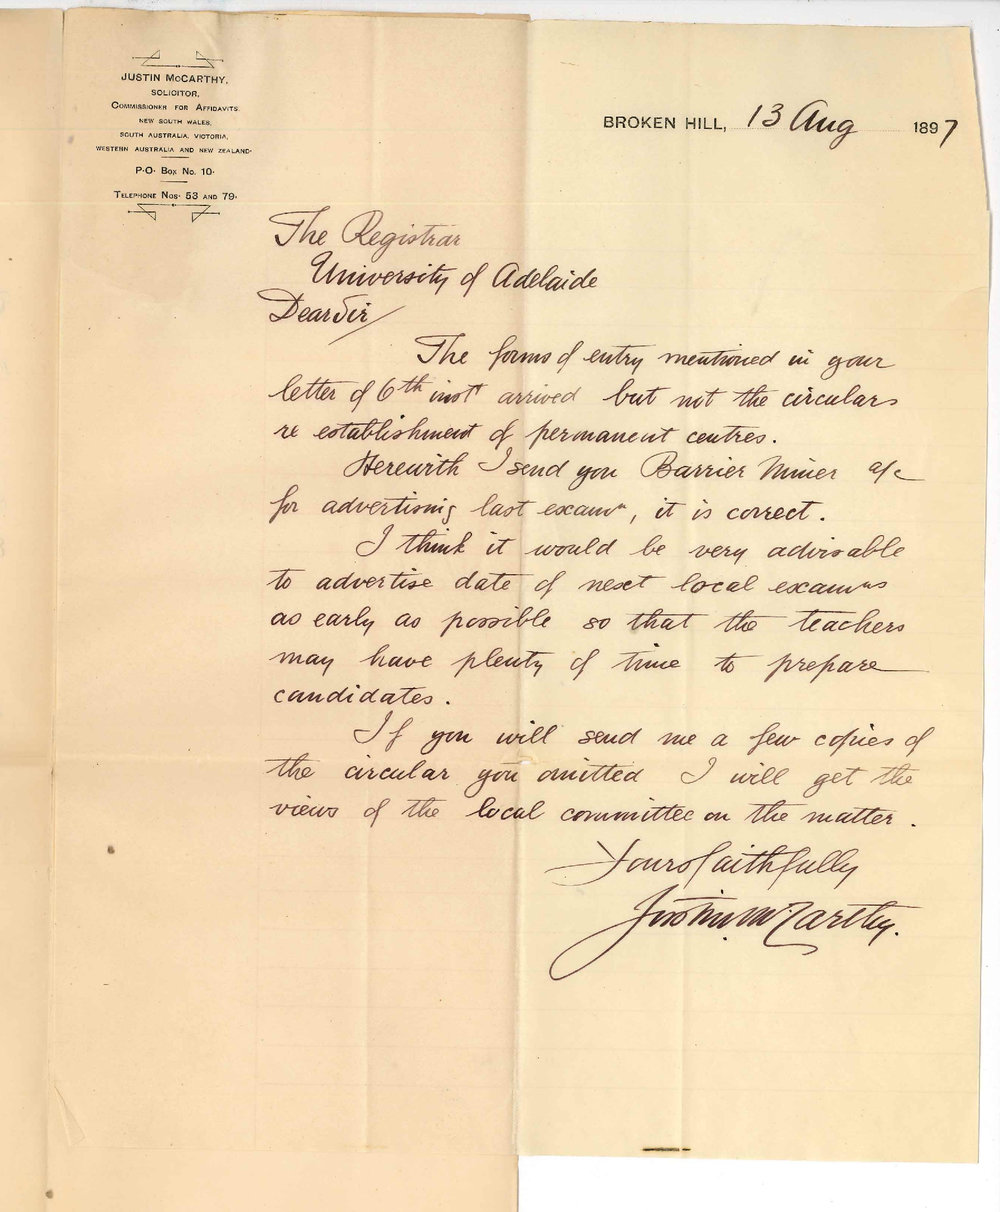 JUSTIN McCARTHY,
SOLICITOR,
COMMISSIONER FOR AFFIDAVITS,
NEW SOUTH WALES,
SOUTH AUSTRALIA, VICTORIA,
WESTERN AUSTRALIA AND NEW ZEALAND.
P.O. BOX NO. 10.
TELEPHONE NOS. 53 AND 79.
BROKEN HILL, 13 Aug 1897
The Registrar
University of Adelaide
Dear Sir/
The forms of entry mentioned in your
letter of 6th inst arrived but not the circulars
re establishment of permanent centres.
Herewith I send you Barrier Miner a/c
for advertising last examn, it is correct.
I think it would be very advisable
to advertise date of next local examns
as early as possible so that the teachers
may have plenty of time to prepare
candidates.
If you will send me a few copies of
the circular you omitted I will get the
views of the local committee on the matter.
Yours faithfully
Justin McCarthy.